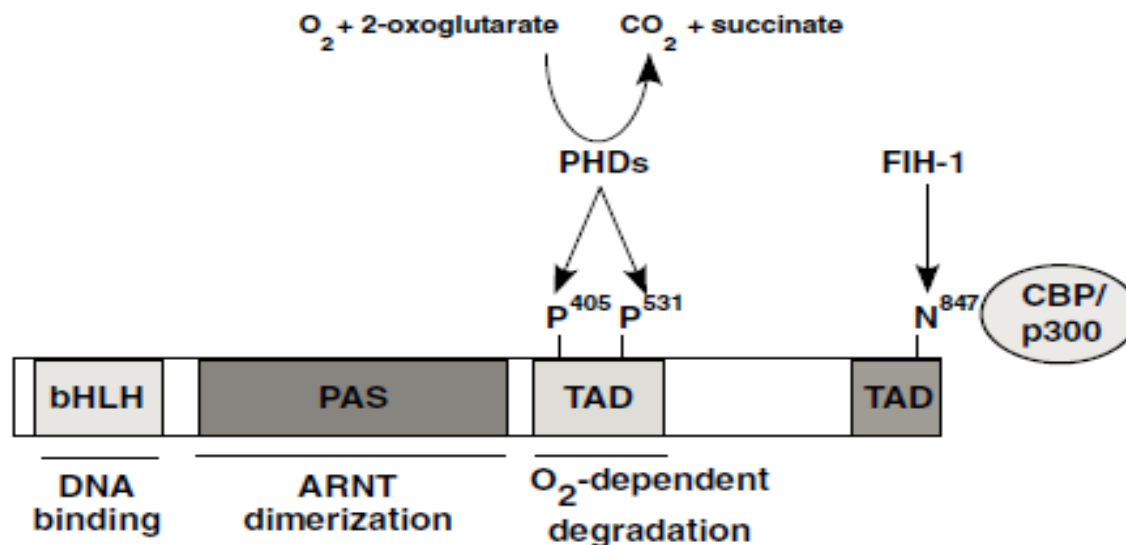 O2 + 2-oxoglutarate CO2 + succinate
PHDs FIH-1
P405 P531 N847 CBP/
p300
bHLH PAS TAD TAD
DNA ARNT O2-dependent
binding dimerization degradation